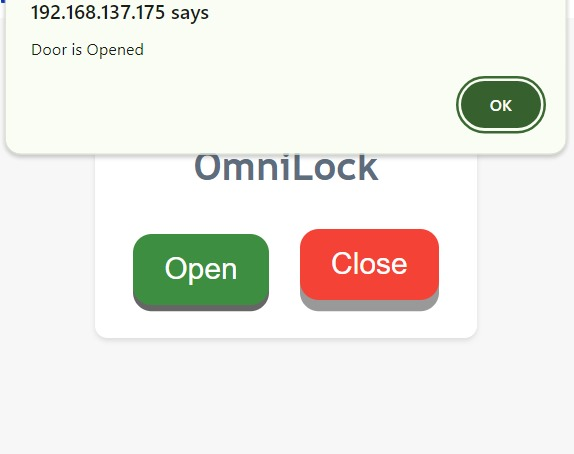 192.168.137.175 says
Door is Opened
OK
OmniLock
Open
Close